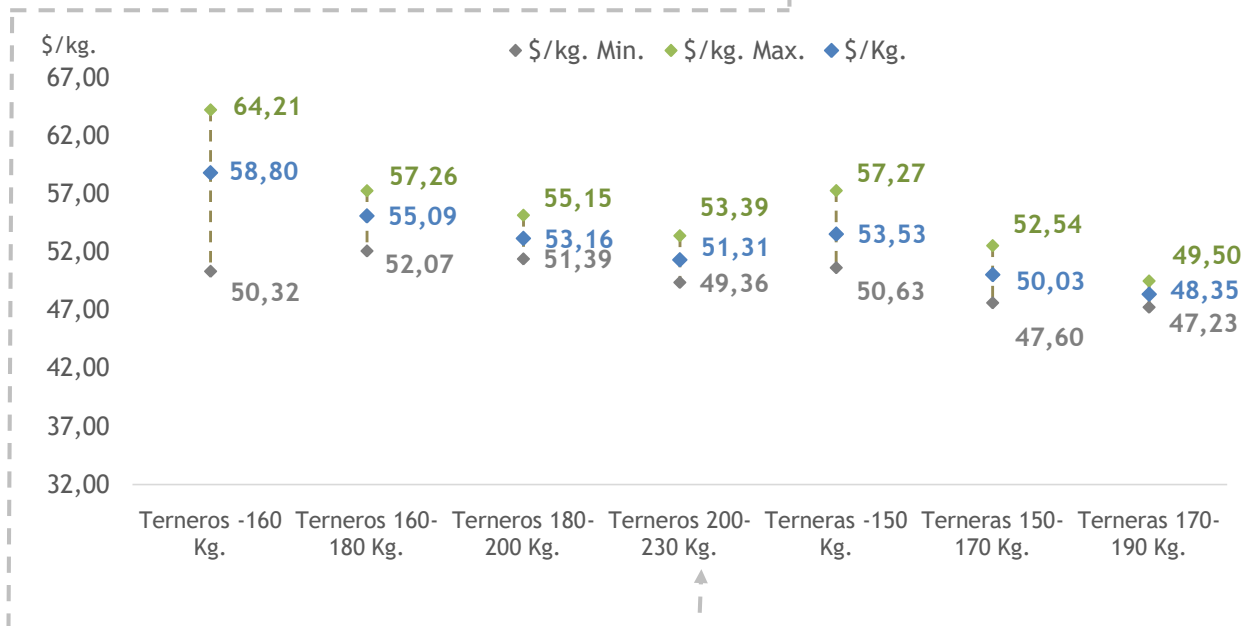 $/kg.
$/kg. Min. $/kg. Max. $/Kg.
67,00
62,00
57,00
52,00
47,00
42,00
37,00
32,00
64,21
58,80
50,32
57,26
55,09
52,07
55,15
53,16
51,39
53,39
51,31
49,36
57,27
53,53
50,63
52,54
50,03
47,60
49,50
48,35
47,23
Terneros -160
Kg.
Terneros 160-
180 Kg.
Terneros 180-
200 Kg.
Terneros 200-
230 Kg.
Terneras -150
Kg.
Terneras 150-
170 Kg.
Terneras 170-
190 Kg.